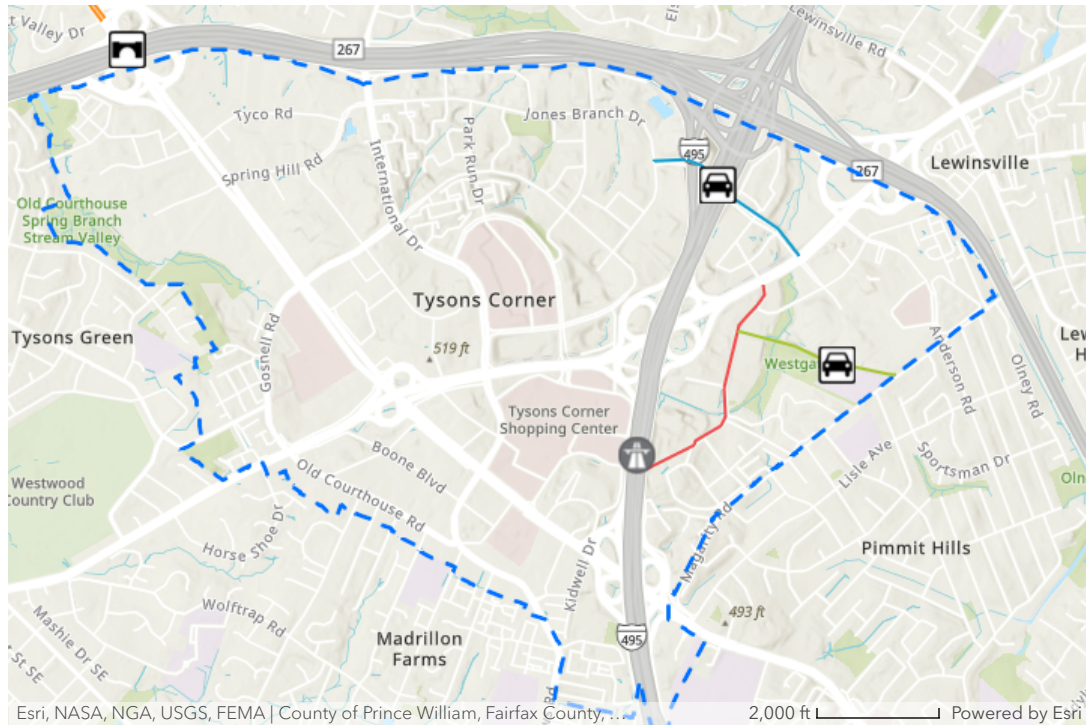 t Valley Dr
267
Lewinsville Rd
Tyco Rd
Jones Branch Dr
Park Run Dr
International Dr
495
Lewinsville
267
Spring Hill Rd
Old Courthouse
Spring Branch
Stream Valley
Tysons Corner
Tysons Green
Gosnell Rd
519 ft
Westga
Anderson Rd
Olney Rd
Tysons Corner
Shopping Center
Boone Blvd
Lisle Ave
Sportsman Dr
Westwood
Country Club
Old Courthouse Rd
Horse Shoe Dr
Kidwell Dr
Magarity Rd
Pimmit Hills
Wolftrap Rd
493 ft
Mashie Dr SE
Madrillon
Farms
495
St SE
Rd
Esri, NASA, NGA, USGS, FEMA | County of Prince William, Fairfax County, ...
2,000 ft
Powered by Esri